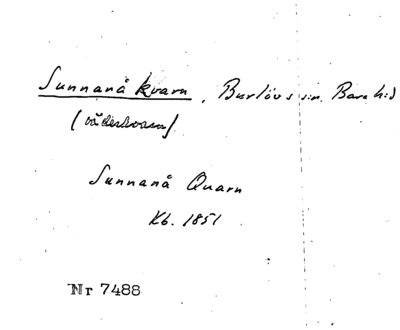 Sunnanå kvarn, Burlövs sn. Bara hd
(väderkvarn)
Sunnanå Quarn
Kb. 1851
Nr 7488